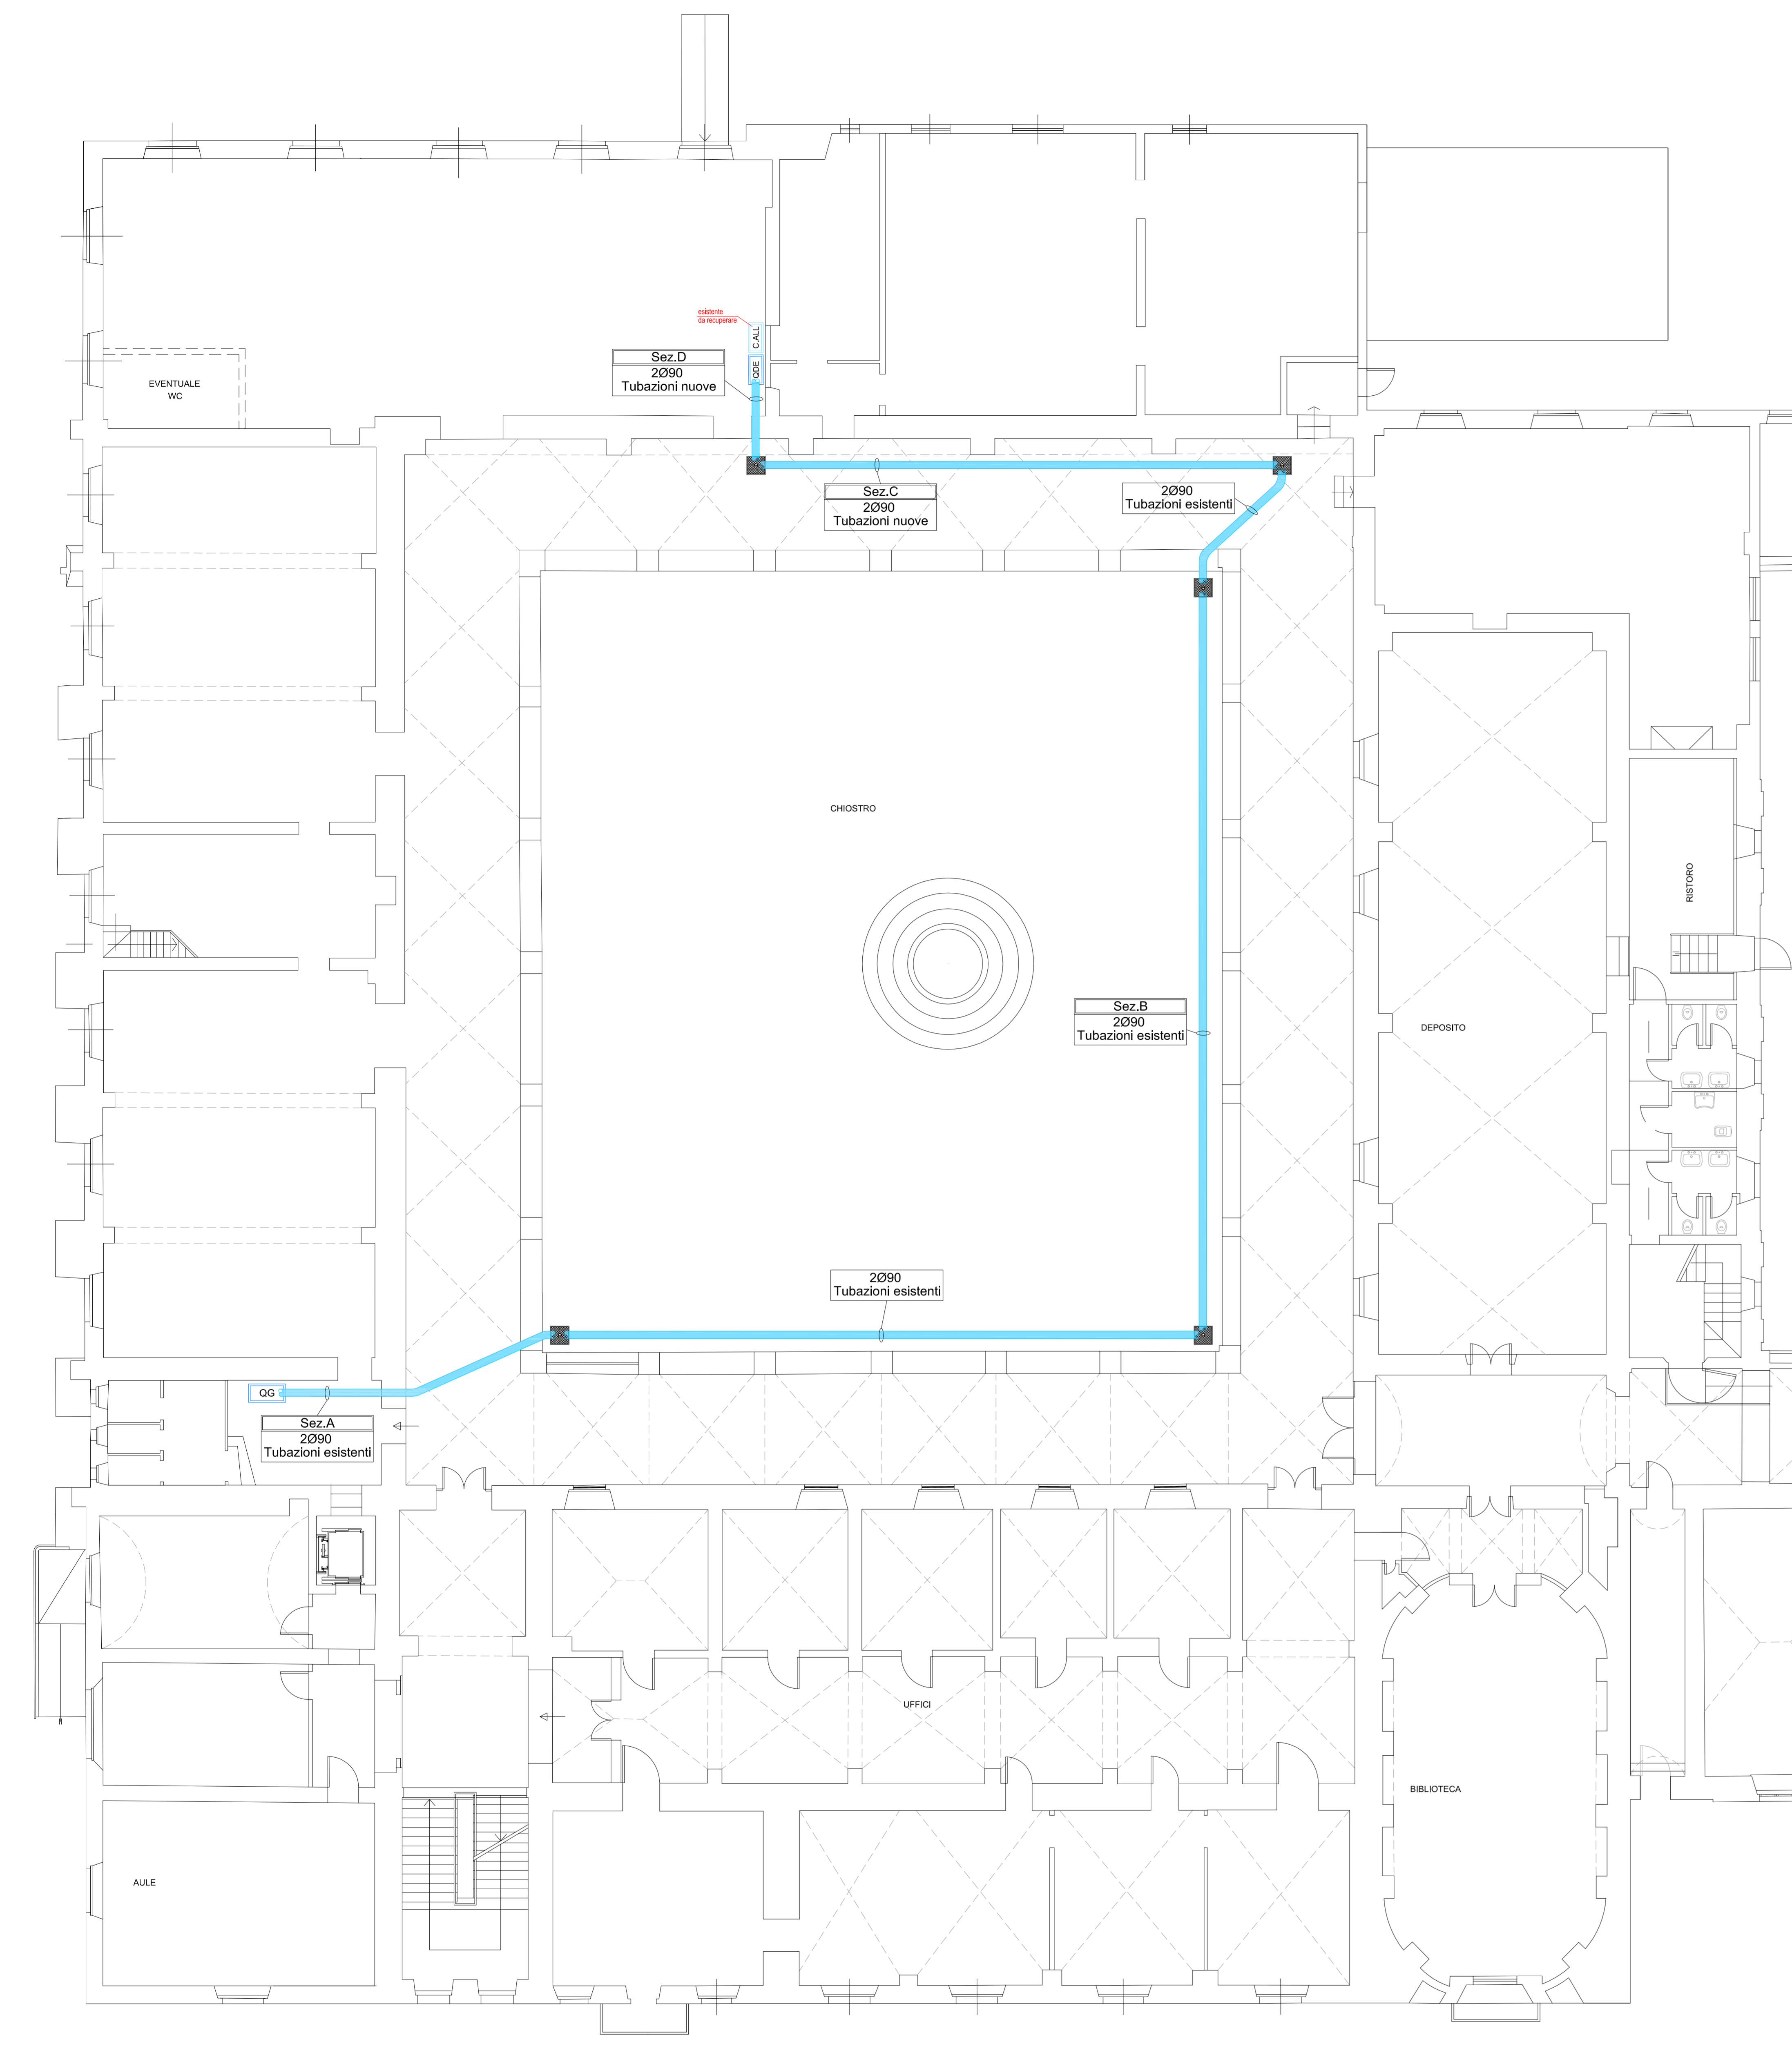 esistente
da recuperare
C.ALL
QDE
Sez.D
2Ø90
Tubazioni nuove
EVENTUALE
WC
Sez.C
2Ø90
Tubazioni nuove
2Ø90
Tubazioni esistenti
CHIOSTRO
RISTORO
Sez.B
2Ø90
Tubazioni esistenti
DEPOSITO
2Ø90
Tubazioni esistenti
QG
Sez.A
2Ø90
Tubazioni esistenti
UFFICI
BIBLIOTECA
AULE